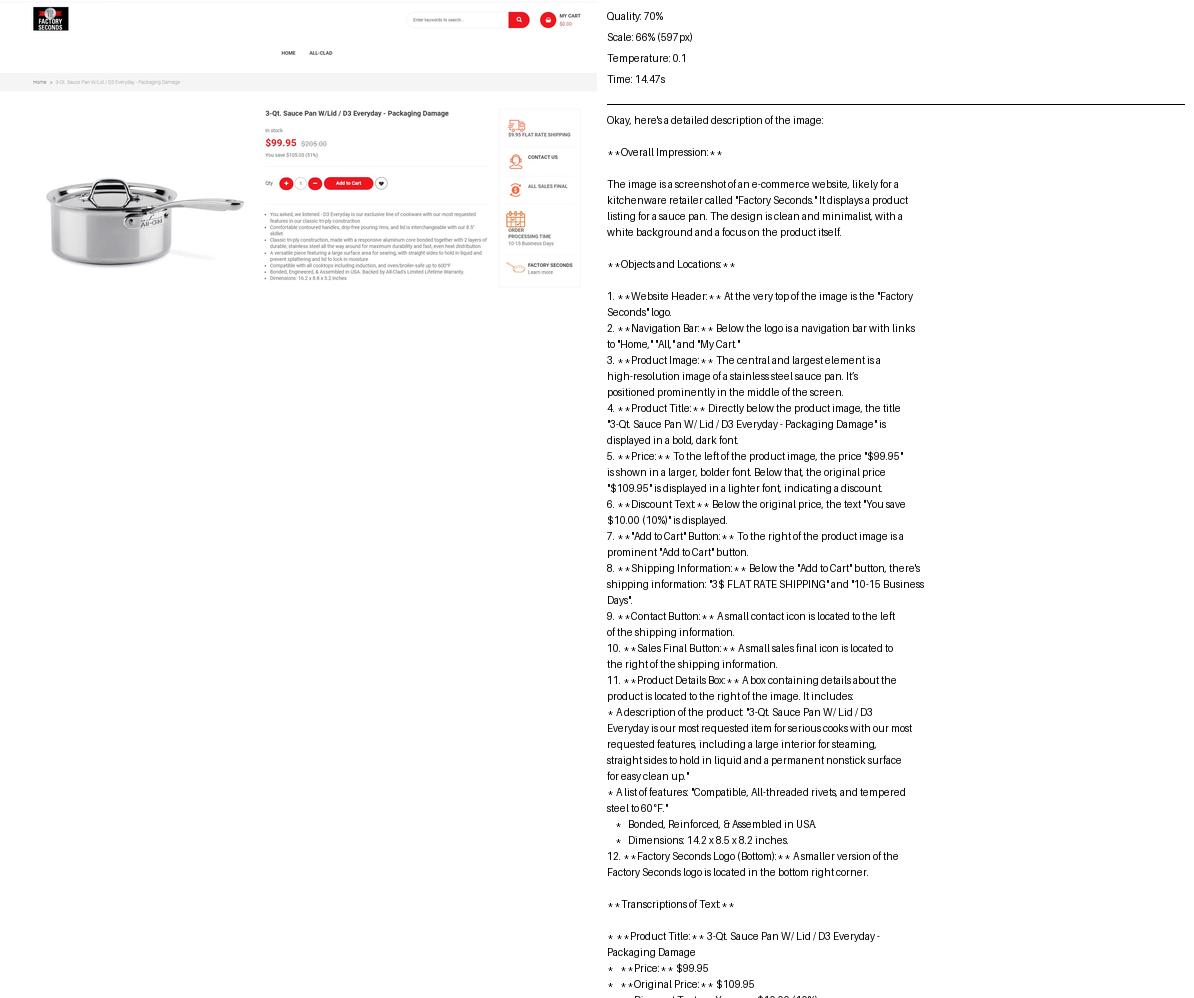 FACTORY
SECONDS
Enter keywords to search...
MY CART
$0.00
HOME ALL-CLAD
Home » 3-Qt. Sauce Pan W/Lid / D3 Everyday - Packaging Damage
3-Qt. Sauce Pan W/Lid / D3 Everyday - Packaging Damage
In stock
$99.95 $205.00
You save $105.05 (51%)
Qty + 1 - Add to Cart
You asked, we listened - D3 Everyday is our exclusive line of cookware with our most requested
features in our classic tri-ply construction
Comfortable contoured handles, drip-free pouring rims, and lid is interchangeable with our 8.5"
skillet
Classic tri-ply construction, made with a responsive aluminum core bonded together with 2 layers of
durable, stainless steel all the way around for maximum durability and fast, even heat distribution
A versatile piece featuring a large surface area for searing, with straight sides to hold in liquid and
prevent splattering and lid to lock in moisture
Compatible with all cooktops including induction, and oven/broiler-safe up to 600°F
Bonded, Engineered, & Assembled in USA. Backed by All-Clad's Limited Lifetime Warranty.
Dimensions: 16.2 x 8.8 x 5.2 inches
$9.95 FLAT RATE SHIPPING
CONTACT US
ALL SALES FINAL
ORDER
PROCESSING TIME
10-15 Business Days
FACTORY SECONDS
Learn more
All-Clad
Quality: 70%
Scale: 66% (597px)
Temperature: 0.1
Time: 14.47s
Okay, here's a detailed description of the image:
**Overall Impression:**
The image is a screenshot of an e-commerce website, likely for a
kitchenware retailer called "Factory Seconds." It displays a product
listing for a sauce pan. The design is clean and minimalist, with a
white background and a focus on the product itself.
**Objects and Locations:**
1. **Website Header:** At the very top of the image is the "Factory
Seconds" logo.
2. **Navigation Bar:** Below the logo is a navigation bar with links
to "Home," "All," and "My Cart."
3. **Product Image:** The central and largest element is a
high-resolution image of a stainless steel sauce pan. It's
positioned prominently in the middle of the screen.
4. **Product Title:** Directly below the product image, the title
"3-Qt. Sauce Pan W/ Lid / D3 Everyday - Packaging Damage" is
displayed in a bold, dark font.
5. **Price:** To the left of the product image, the price "$99.95"
is shown in a larger, bolder font. Below that, the original price
"$109.95" is displayed in a lighter font, indicating a discount.
6. **Discount Text:** Below the original price, the text "You save
$10.00 (10%)" is displayed.
7. **"Add to Cart" Button:** To the right of the product image is a
prominent "Add to Cart" button.
8. **Shipping Information:** Below the "Add to Cart" button, there's
shipping information: "3$ FLAT RATE SHIPPING" and "10-15 Business
Days".
9. **Contact Button:** A small contact icon is located to the left
of the shipping information.
10. **Sales Final Button:** A small sales final icon is located to
the right of the shipping information.
11. **Product Details Box:** A box containing details about the
product is located to the right of the image. It includes:
* A description of the product: "3-Qt. Sauce Pan W/ Lid / D3
Everyday is our most requested item for serious cooks with our most
requested features, including a large interior for steaming,
straight sides to hold in liquid and a permanent nonstick surface
for easy clean up."
* A list of features: "Compatible, All-threaded rivets, and tempered
steel to 60°F."
* Bonded, Reinforced, & Assembled in USA.
* Dimensions: 14.2 x 8.5 x 8.2 inches.
12. **Factory Seconds Logo (Bottom):** A smaller version of the
Factory Seconds logo is located in the bottom right corner.
**Transcriptions of Text:**
* **Product Title:** 3-Qt. Sauce Pan W/ Lid / D3 Everyday -
Packaging Damage
* **Price:** $99.95
* **Original Price:** $109.95